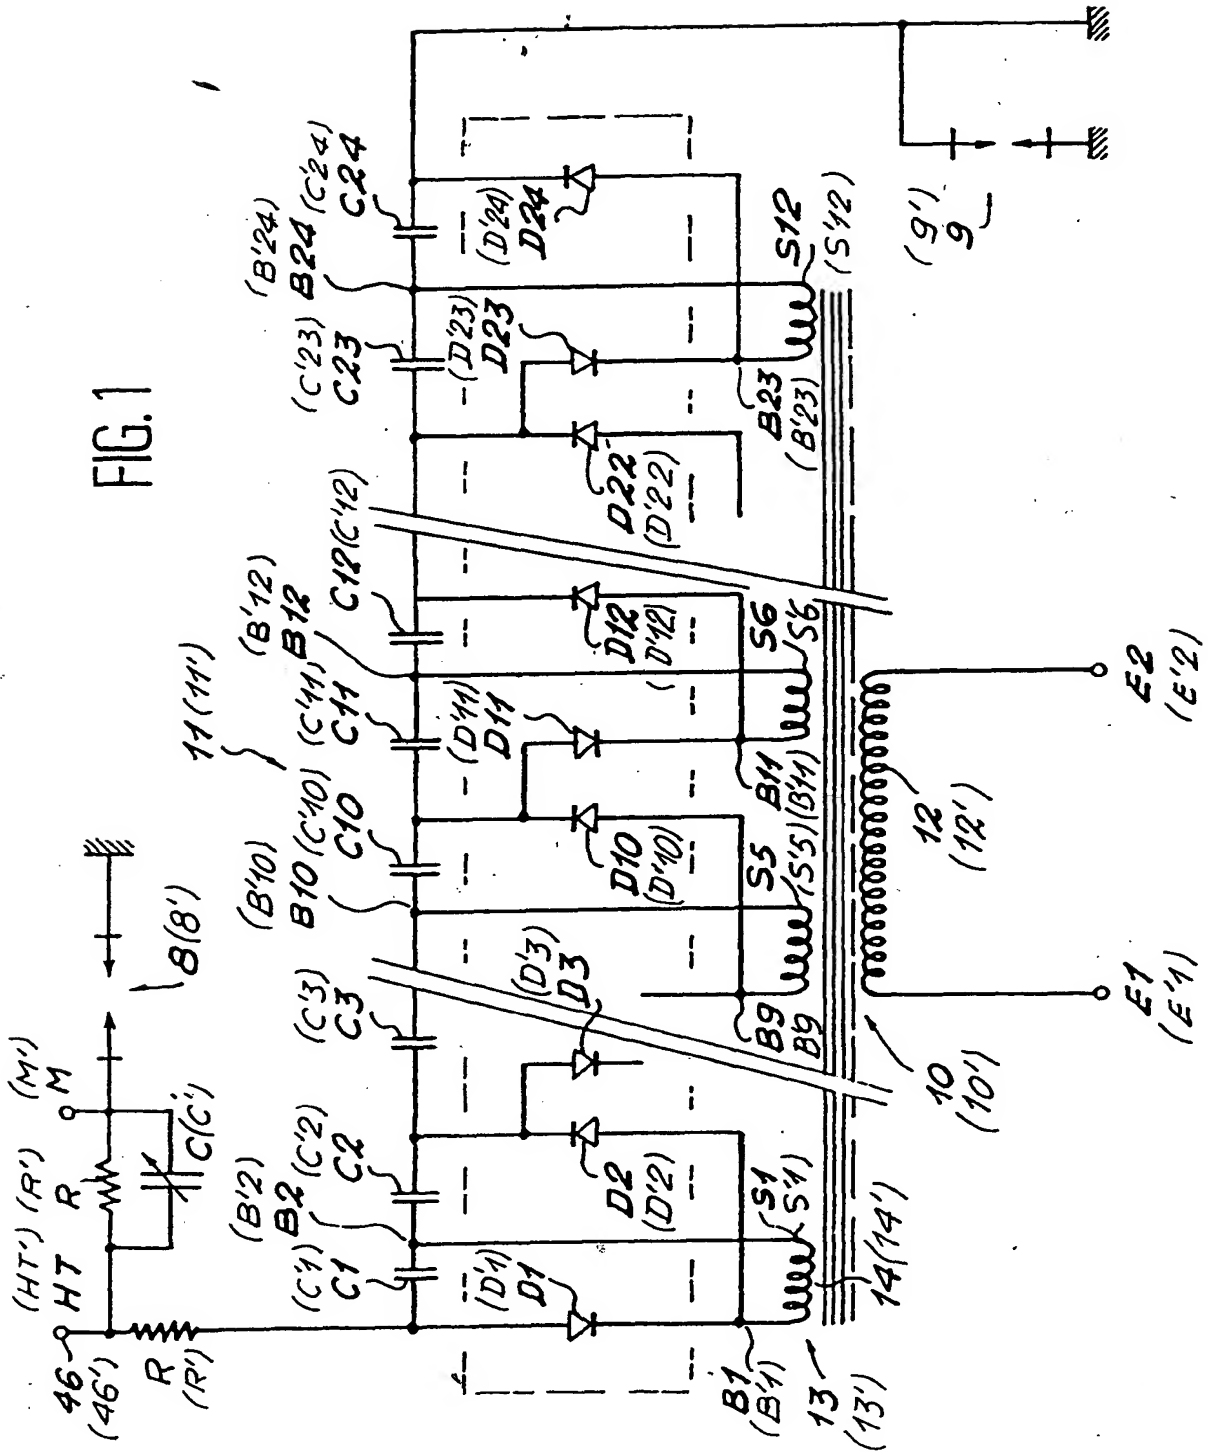 FIG.1
(HT') (R') (M')
HT R M
46
(46')
R
(R')
C(C')
8(8')
11(11')
(B'2)
B2
(C'1)
C1
(C'2)
C2
(C'3)
C3
(B'10)
B10
(C'10)
C10
(C'11)
C11
(B'12)
B12
C12(C'12)
(C'23)
C23
(B'24)
B24
(C'24)
C24
(D'1)
D1
D2
(D'2)
(D'3)
D3
D10
(D'10)
(D'11)
D11
D12
(D'12)
D22
(D'22)
(D'23)
D23
(D'24)
D24
B1
(B'1)
S1
S'1)
B9
B'9
S5
(S'5)
B11
(B'11)
S6
S'6
B23
(B'23)
S12
(S'12)
(9')
9
13
(13')
14(14')
10
(10')
12
(12')
E1
(E'1)
E2
(E'2)